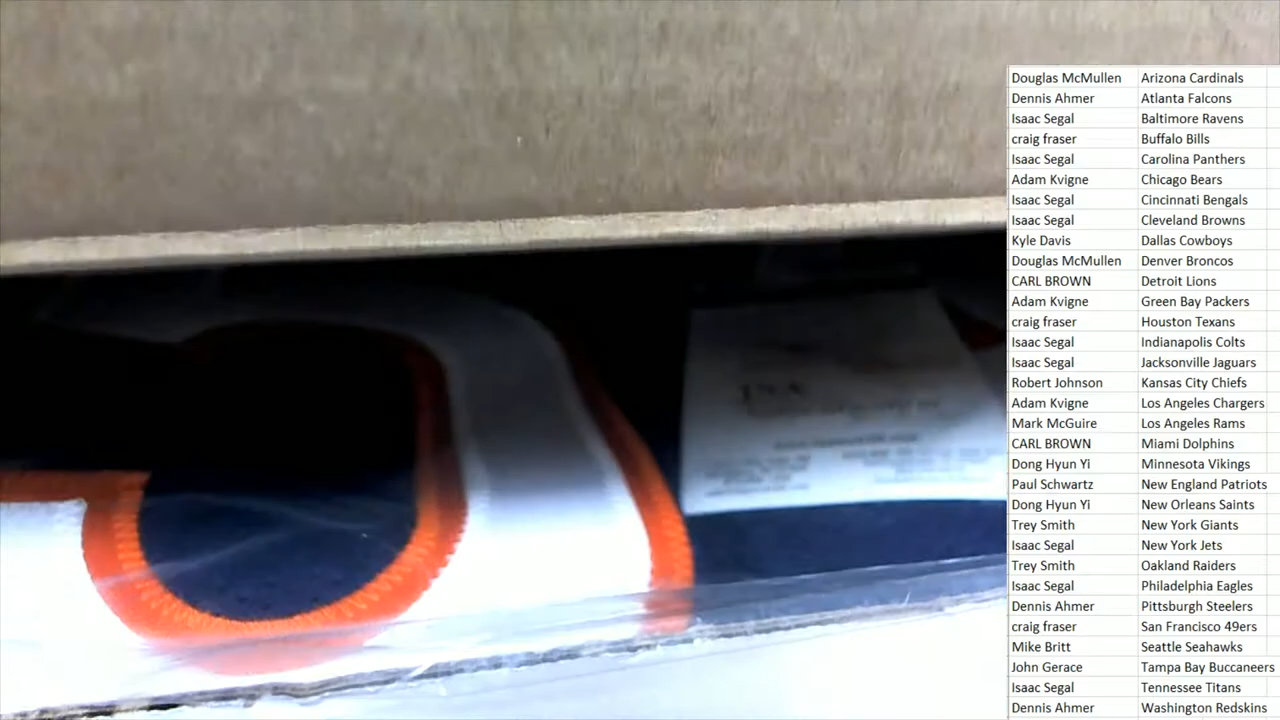 Douglas McMullen Arizona Cardinals
Dennis Ahmer Atlanta Falcons
Isaac Segal Baltimore Ravens
craig fraser Buffalo Bills
Isaac Segal Carolina Panthers
Adam Kvigne Chicago Bears
Isaac Segal Cincinnati Bengals
Isaac Segal Cleveland Browns
Kyle Davis Dallas Cowboys
Douglas McMullen Denver Broncos
CARL BROWN Detroit Lions
Adam Kvigne Green Bay Packers
craig fraser Houston Texans
Isaac Segal Indianapolis Colts
Isaac Segal Jacksonville Jaguars
Robert Johnson Kansas City Chiefs
Adam Kvigne Los Angeles Chargers
Mark McGuire Los Angeles Rams
CARL BROWN Miami Dolphins
Dong Hyun Yi Minnesota Vikings
Paul Schwartz New England Patriots
Dong Hyun Yi New Orleans Saints
Trey Smith New York Giants
Isaac Segal New York Jets
Trey Smith Oakland Raiders
Isaac Segal Philadelphia Eagles
Dennis Ahmer Pittsburgh Steelers
craig fraser San Francisco 49ers
Mike Britt Seattle Seahawks
John Gerace Tampa Bay Buccaneers
Isaac Segal Tennessee Titans
Dennis Ahmer Washington Redskins